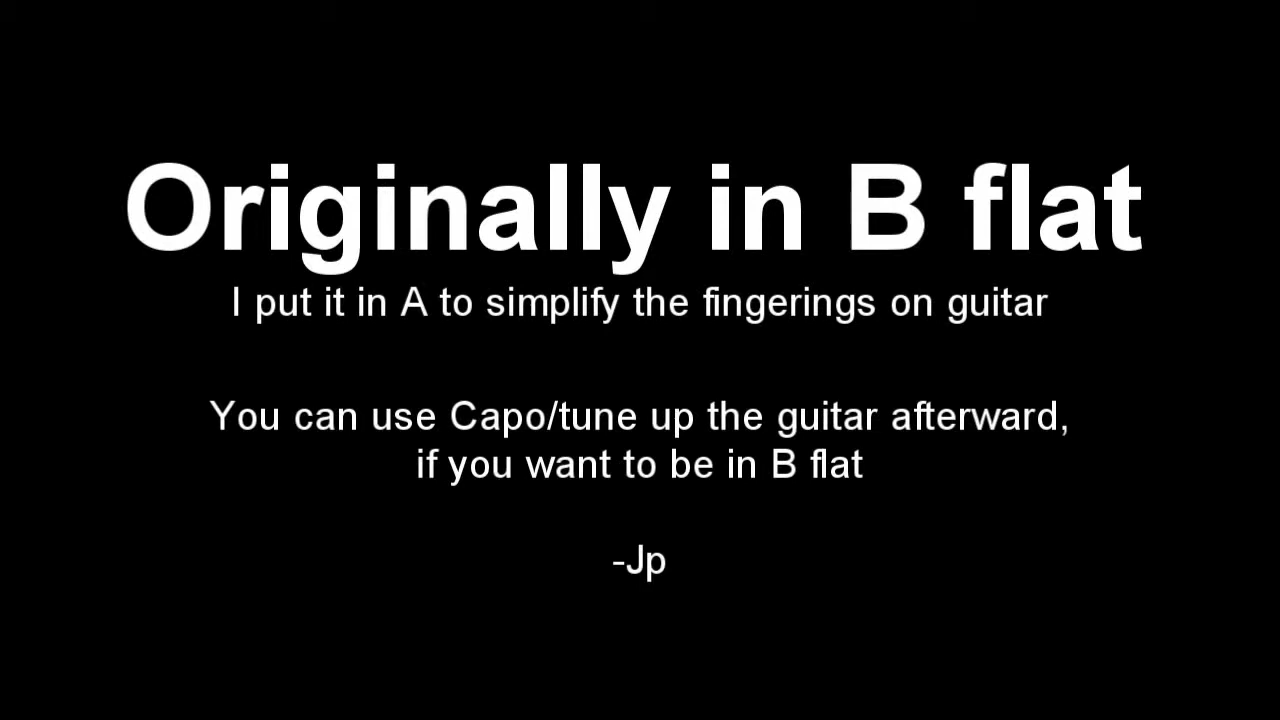 Originally in B flat
I put it in A to simplify the fingerings on guitar
You can use Capo/tune up the guitar afterward,
if you want to be in B flat
-Jp